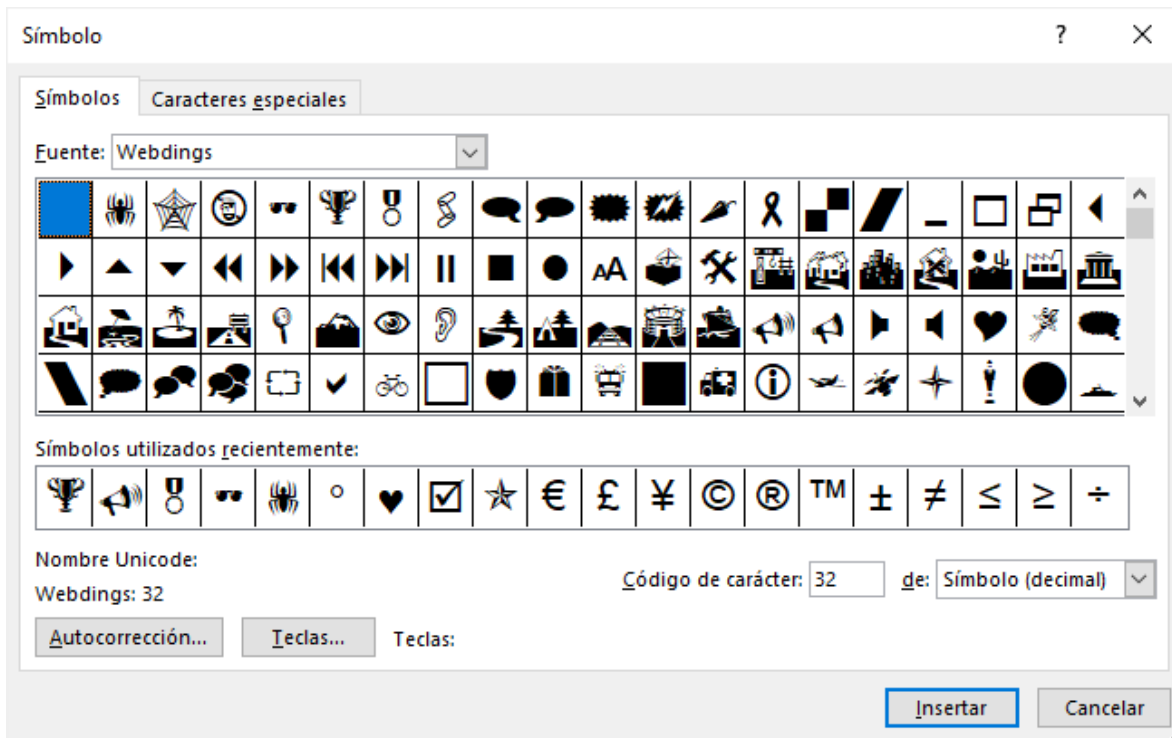 Símbolo
Símbolos Caracteres especiales
Fuente: Webdings
AA
Símbolos utilizados recientemente:
° ♥ ☑ € £ ¥ © ® ™ ± ≠ ≤ ≥ ÷
Nombre Unicode:
Webdings: 32
Código de carácter: 32 de: Símbolo (decimal)
Autocorrección... Teclas... Teclas:
Insertar Cancelar